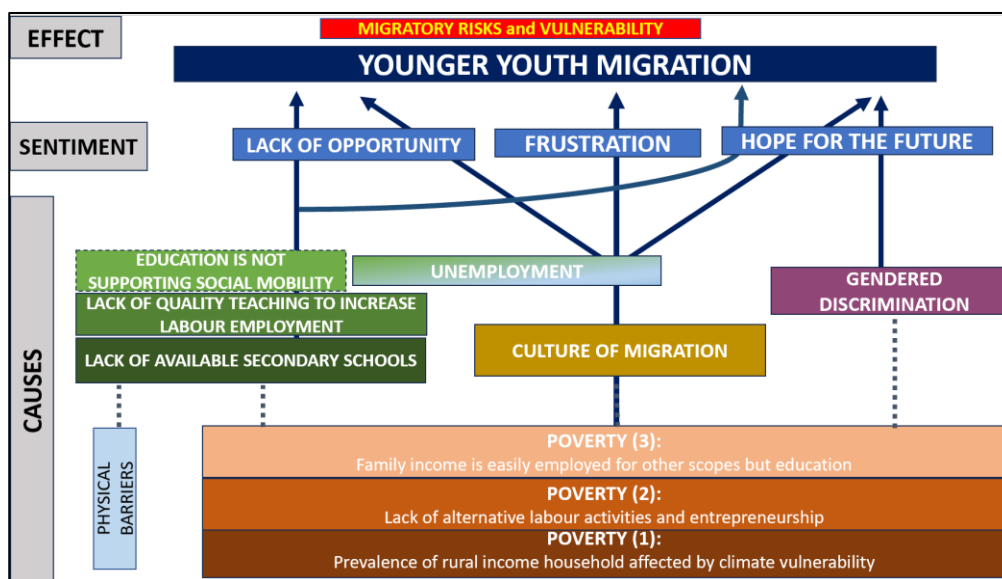 EFFECT
MIGRATORY RISKS and VULNERABILITY
YOUNGER YOUTH MIGRATION
SENTIMENT
LACK OF OPPORTUNITY
FRUSTRATION
HOPE FOR THE FUTURE
CAUSES
EDUCATION IS NOT
SUPPORTING SOCIAL MOBILITY
UNEMPLOYMENT
GENDERED
DISCRIMINATION
LACK OF QUALITY TEACHING TO INCREASE
LABOUR EMPLOYMENT
LACK OF AVAILABLE SECONDARY SCHOOLS
CULTURE OF MIGRATION
PHYSICAL
BARRIERS
POVERTY (3):
Family income is easily employed for other scopes but education
POVERTY (2):
Lack of alternative labour activities and entrepreneurship
POVERTY (1):
Prevalence of rural income household affected by climate vulnerability